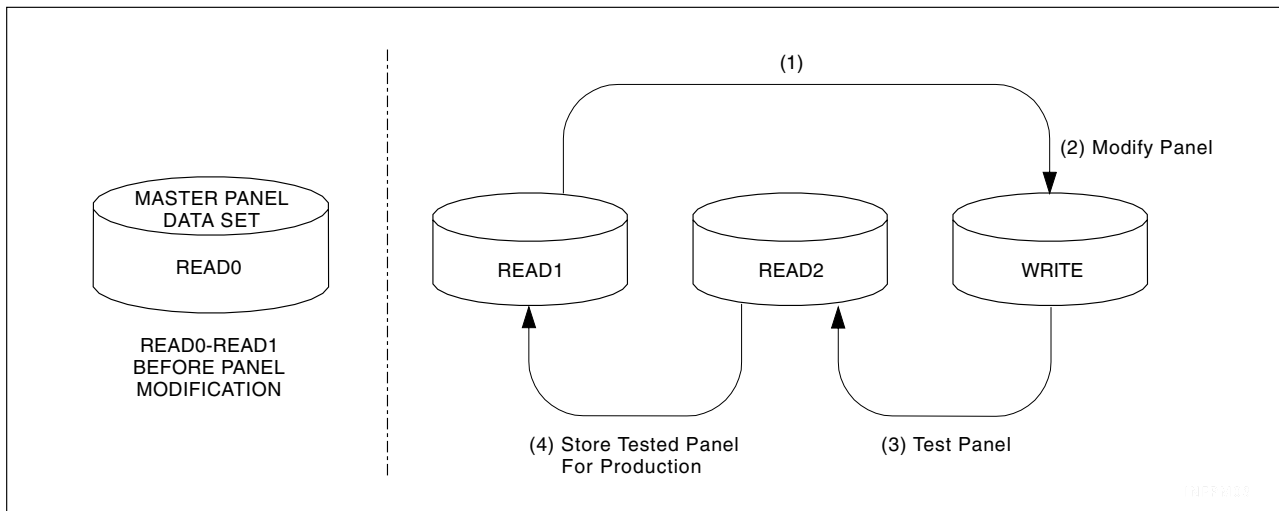 (1)
(2) Modify Panel
MASTER PANEL
DATA SET
READ0
READ1
READ2
WRITE
READ0-READ1
BEFORE PANEL
MODIFICATION
(4) Store Tested Panel
For Production
(3) Test Panel